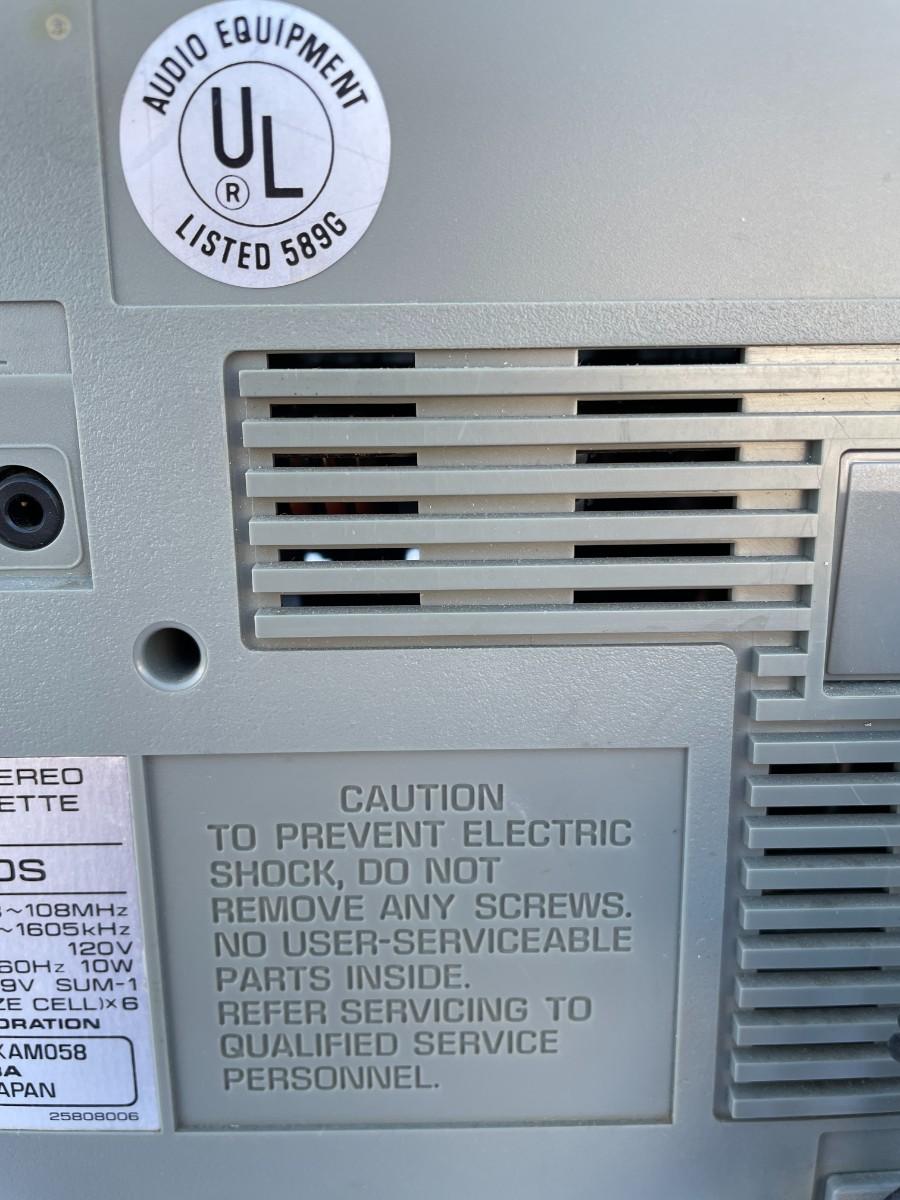 AUDIO EQUIPMENT
UL
®
LISTED 589G
EREO
ETTE
OS
~108MHz
~1605kHz
120V
60Hz 10W
9V SUM-1
ZE CELL)×6
ORATION
KAM058
APAN
25808006
CAUTION
TO PREVENT ELECTRIC
SHOCK, DO NOT
REMOVE ANY SCREWS.
NO USER-SERVICEABLE
PARTS INSIDE.
REFER SERVICING TO
QUALIFIED SERVICE
PERSONNEL.